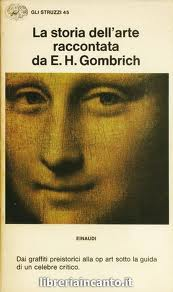 GLI STRUZZI 45
La storia dell'arte
raccontata
da E. H. Gombrich
EINAUDI
Dai graffiti preistorici alla op art sotto la guida
di un celebre critico.
libreriaincanto.it